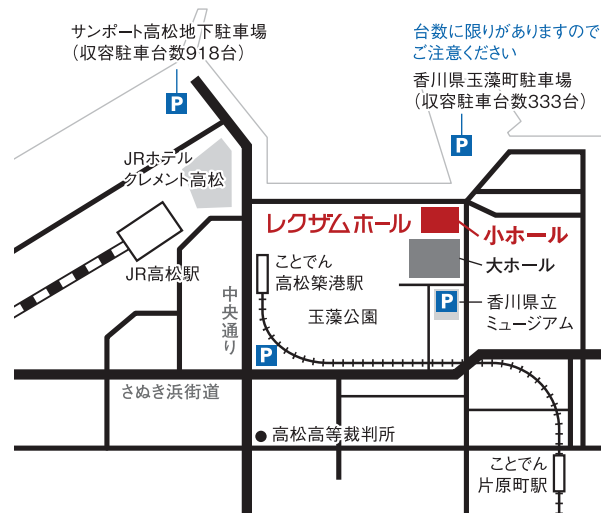 サンポート高松地下駐車場
（収容駐車台数918台）
P
台数に限りがありますので
ご注意ください
香川県玉藻町駐車場
（収容駐車台数333台）
P
JRホテル
クレメント高松
JR高松駅
レクザムホール
小ホール
大ホール
ことでん
高松築港駅
中央通り
玉藻公園
P
香川県立
ミュージアム
P
さぬき浜街道
高松高等裁判所
ことでん
片原町駅